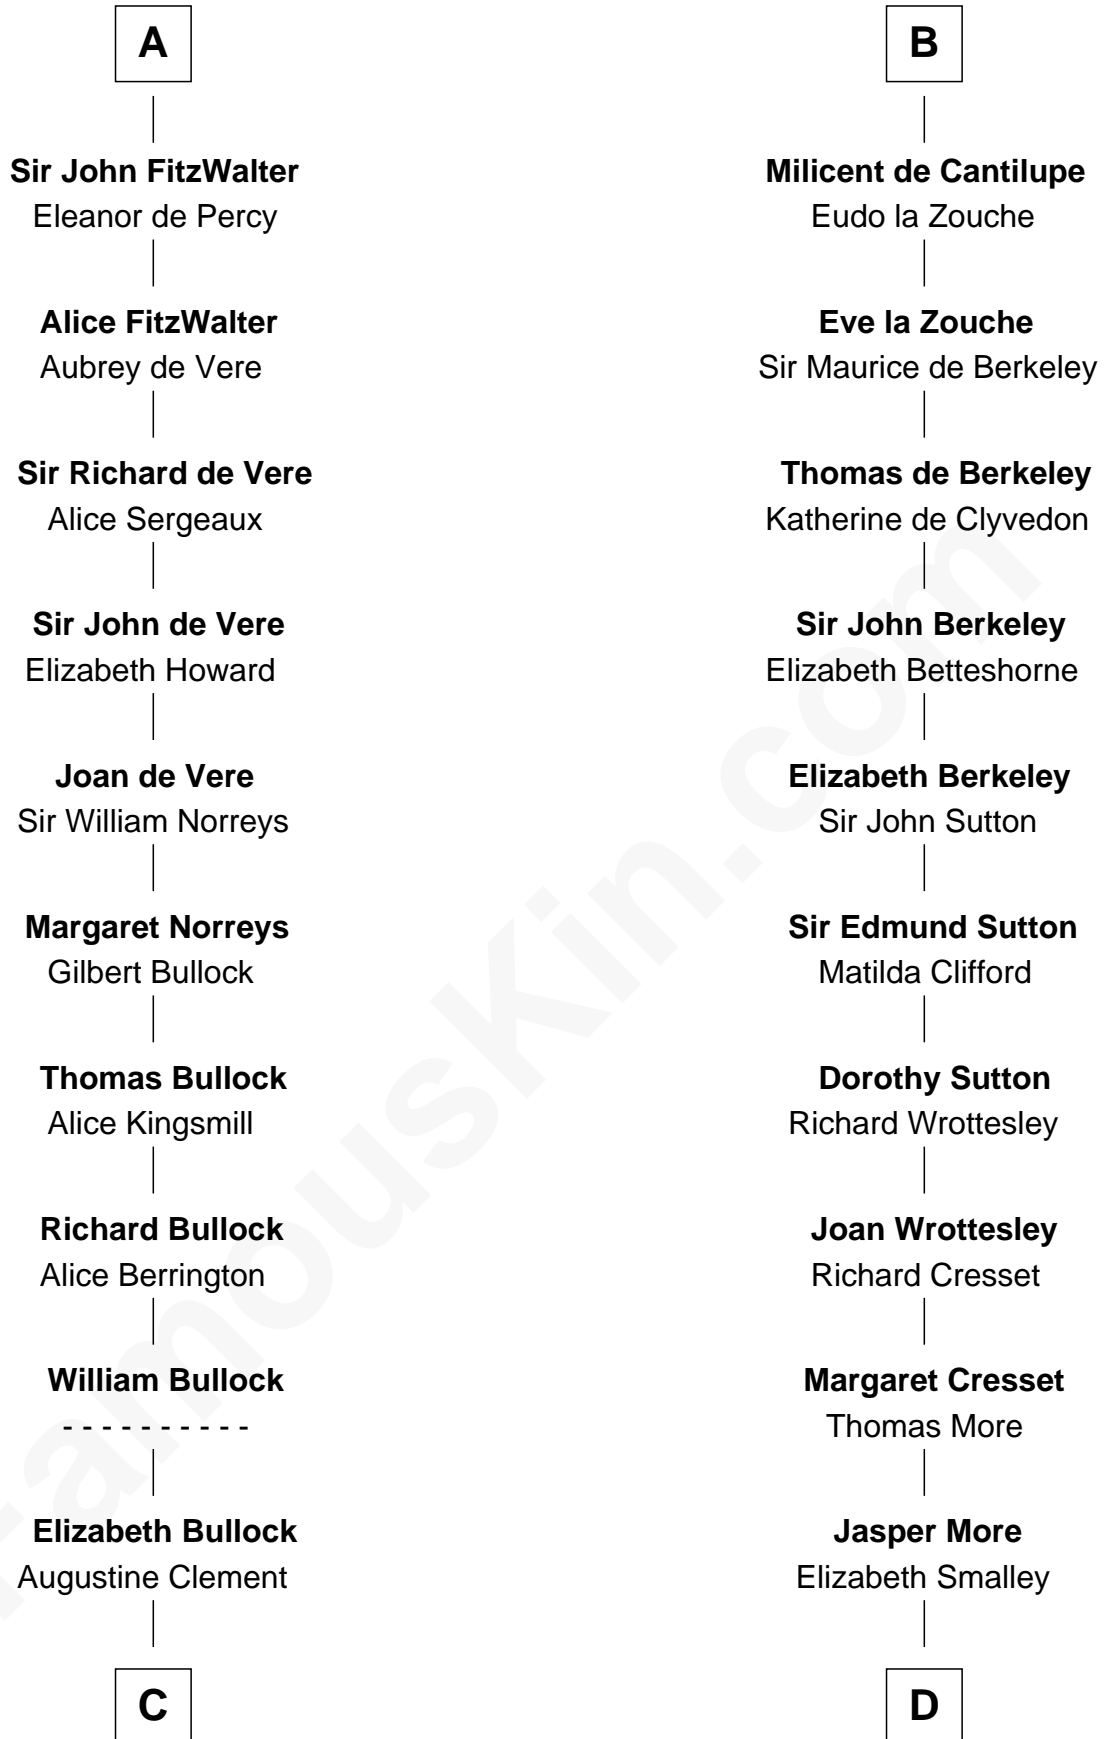 A
Sir John FitzWalter
Eleanor de Percy
Alice FitzWalter
Aubrey de Vere
Sir Richard de Vere
Alice Sergeaux
Sir John de Vere
Elizabeth Howard
Joan de Vere
Sir William Norreys
Margaret Norreys
Gilbert Bullock
Thomas Bullock
Alice Kingsmill
Richard Bullock
Alice Berrington
William Bullock
- - - - - - - - - -
Elizabeth Bullock
Augustine Clement
C
B
Milicent de Cantilupe
Eudo la Zouche
Eve la Zouche
Sir Maurice de Berkeley
Thomas de Berkeley
Katherine de Clyvedon
Sir John Berkeley
Elizabeth Betteshorne
Elizabeth Berkeley
Sir John Sutton
Sir Edmund Sutton
Matilda Clifford
Dorothy Sutton
Richard Wrottesley
Joan Wrottesley
Richard Cresset
Margaret Cresset
Thomas More
Jasper More
Elizabeth Smalley
D
FamousKin.com